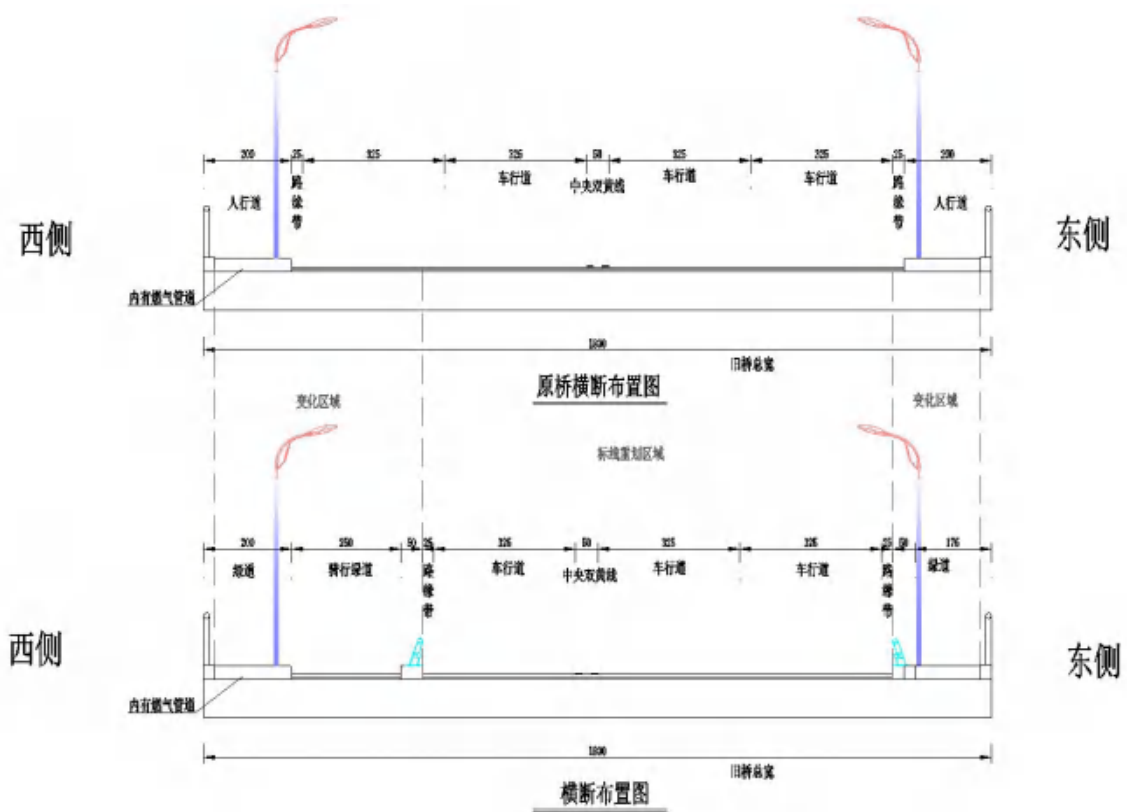 200 25 325 325 50 325 325 25 200
车行道 中央双黄线 车行道 车行道
人行道 路缘带 路缘带 人行道
西侧 东侧
内有燃气管道
1800
旧桥总宽
原桥横断布置图
变化区域 变化区域
标线重划区域
200 250 50 25 325 50 325 325 25 50 175
绿道 骑行绿道 路缘带 车行道 中央双黄线 车行道 车行道 路缘带 绿道
西侧 东侧
内有燃气管道
1800
旧桥总宽
横断布置图